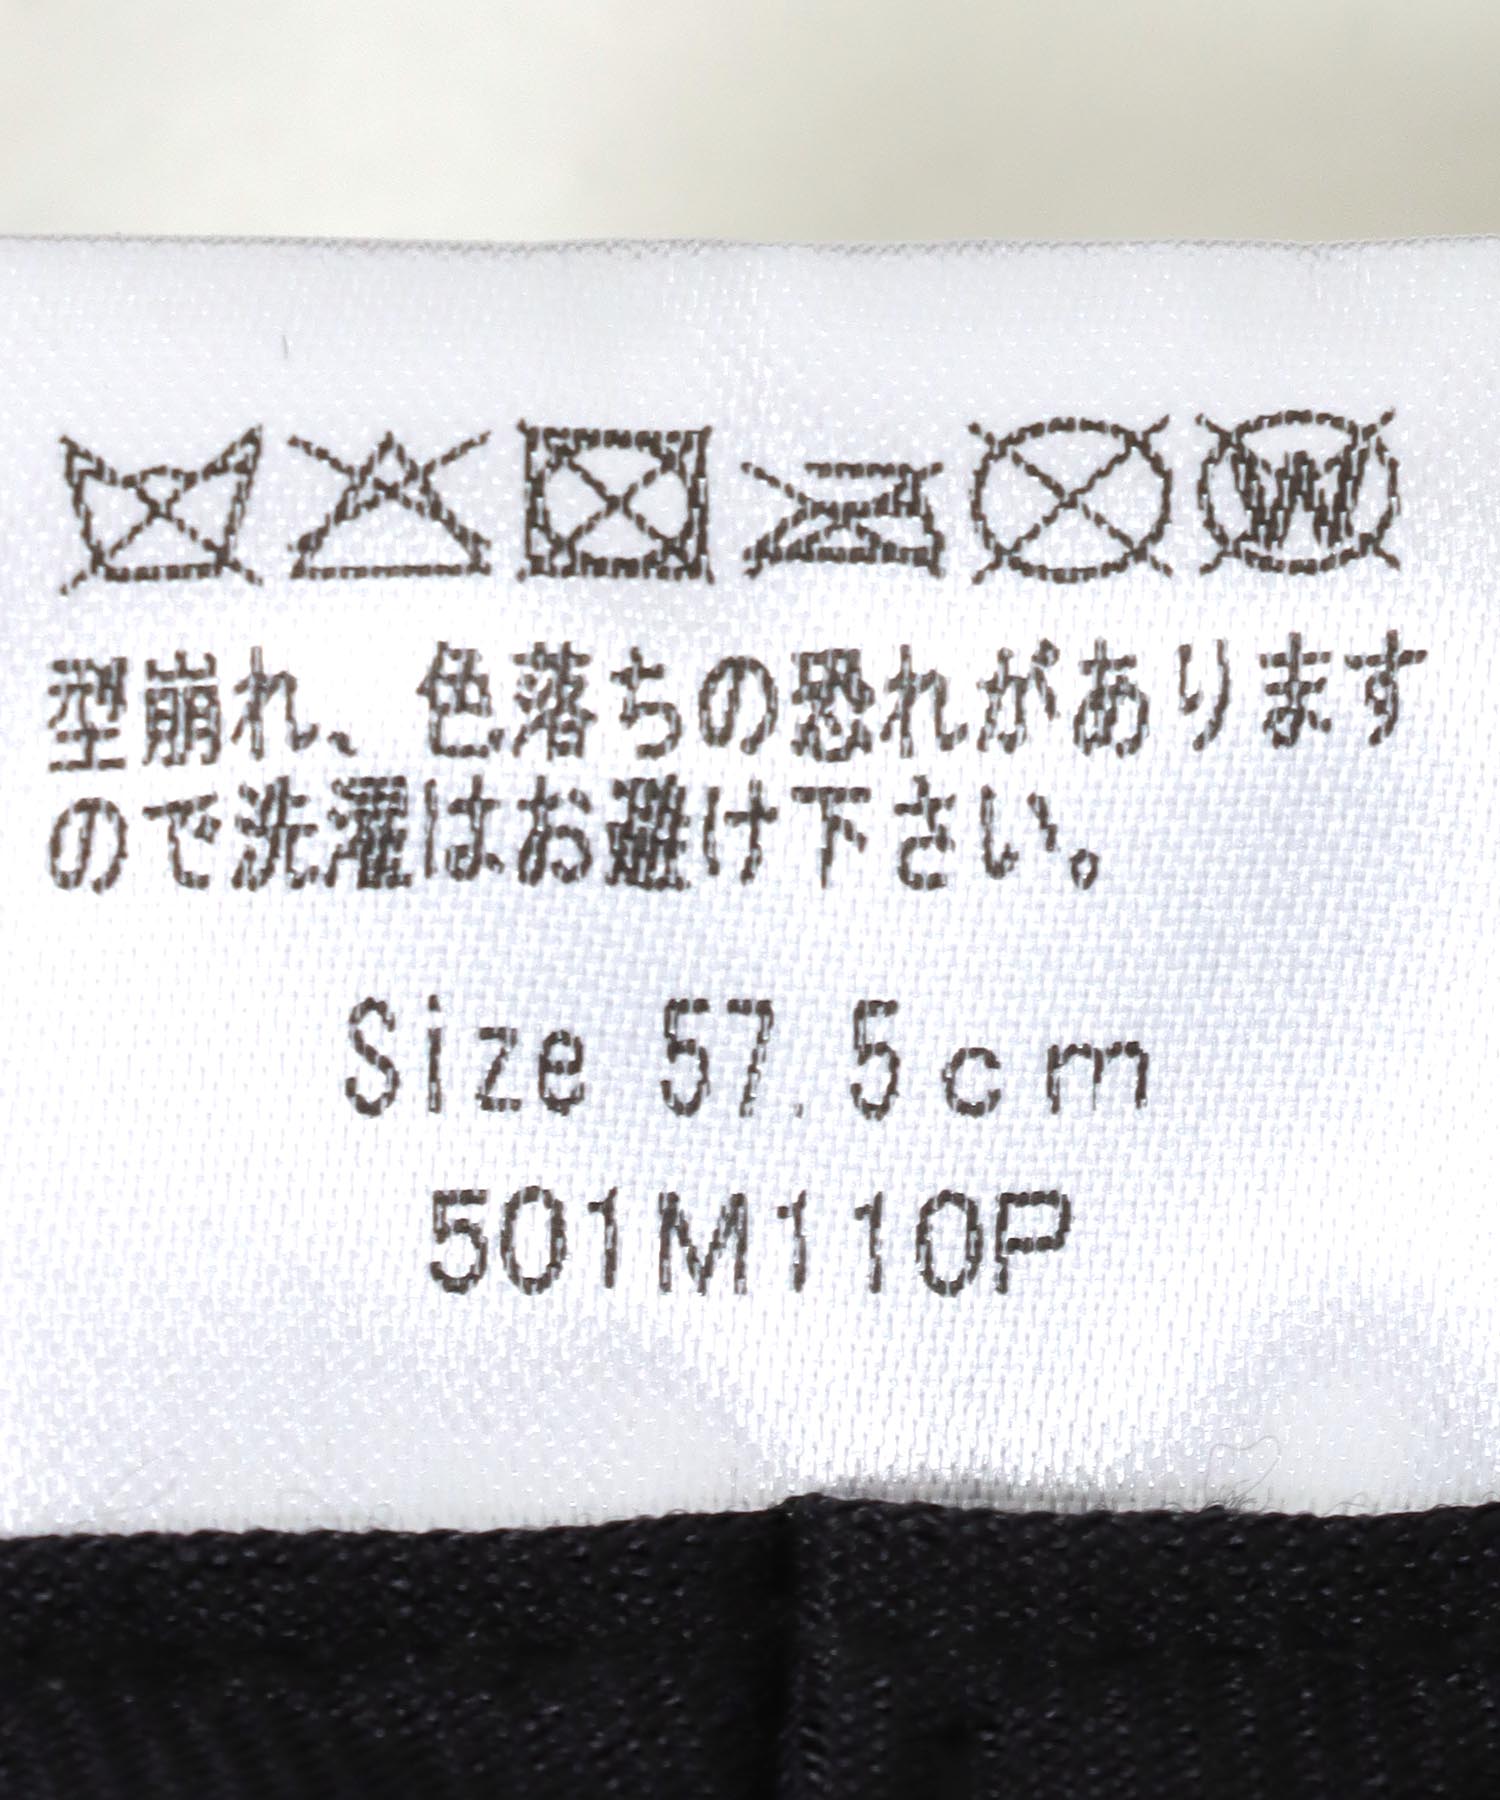 型崩れ、色落ちの恐れがあります
ので洗濯はお避け下さい。
Size 57.5cm
501M110P